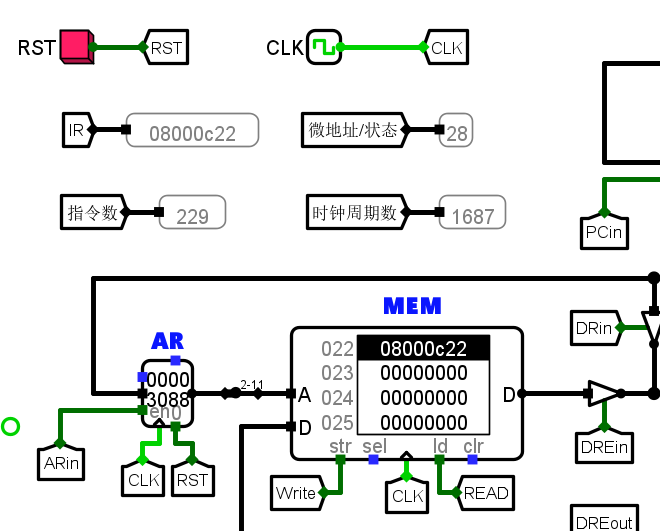 RST RST CLK CLK
IR 08000c22 微地址/状态 28
指令数 229 时钟周期数 1687
PCin
MEM
DRin
AR
022 08000c22
0000 023 00000000
3088 2-11 A 024 00000000 D
en0 D 025 00000000
str sel ld clr
DREin
ARin
CLK RST Write CLK READ
DREout